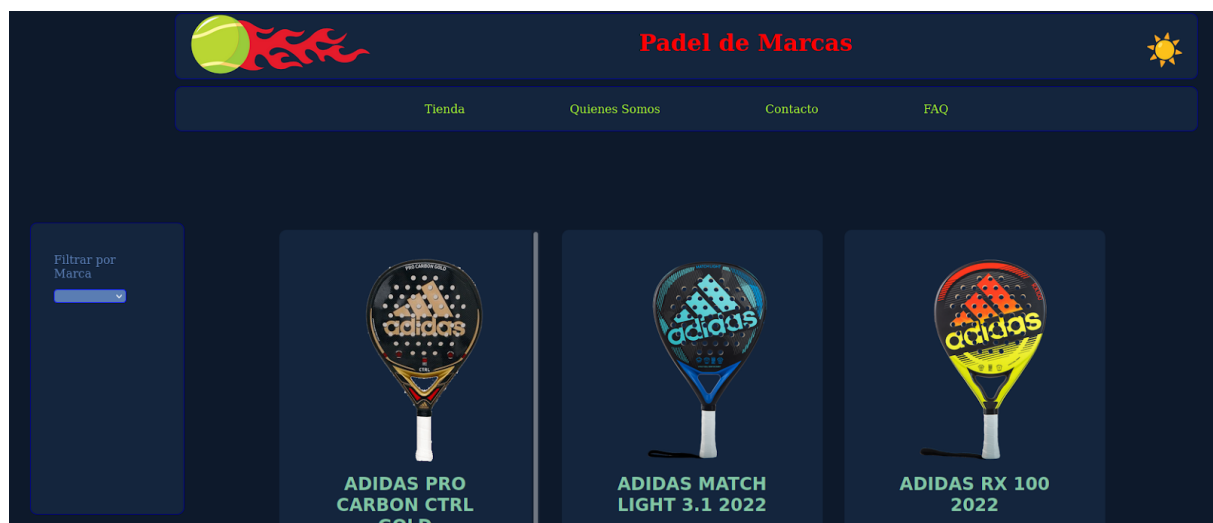 Padel de Marcas
Tienda
Quienes Somos
Contacto
FAQ
Filtrar por
Marca
PRO CARBON GOLD
adidas
CTRL
adidas
adidas
ADIDAS PRO
CARBON CTRL
GOLD
ADIDAS MATCH
LIGHT 3.1 2022
ADIDAS RX 100
2022